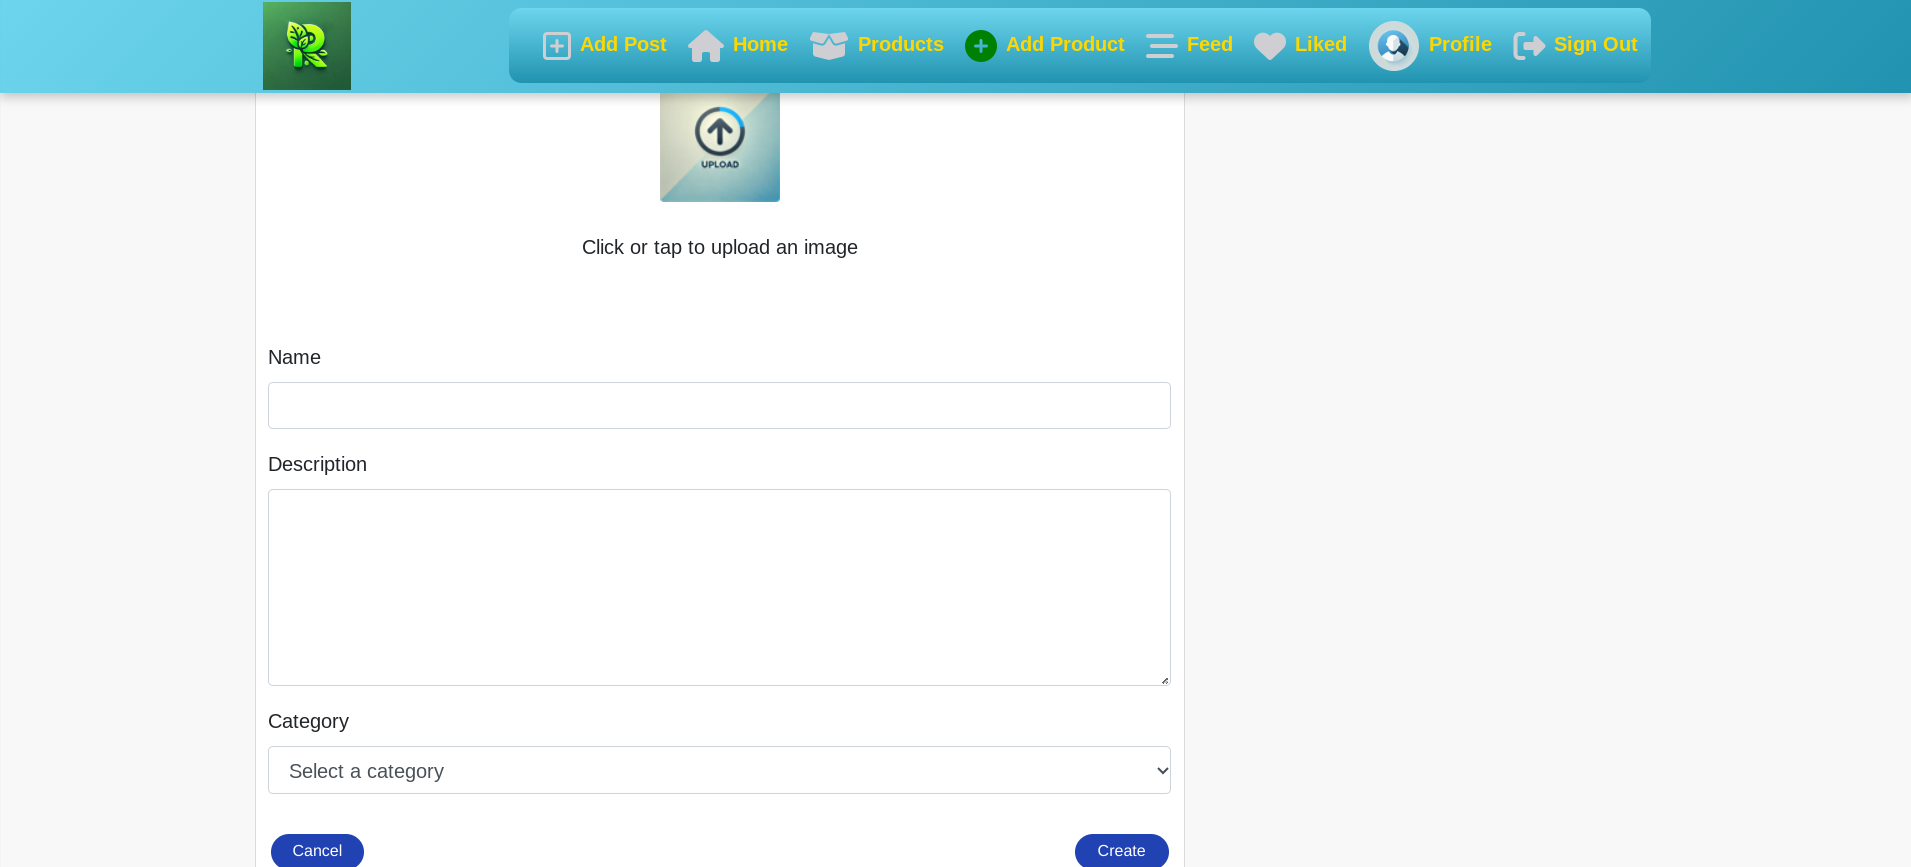 Add Post Home Products Add Product Feed Liked Profile Sign Out
UPLOAD
Click or tap to upload an image
Name
Description
Category
Select a category
Cancel Create